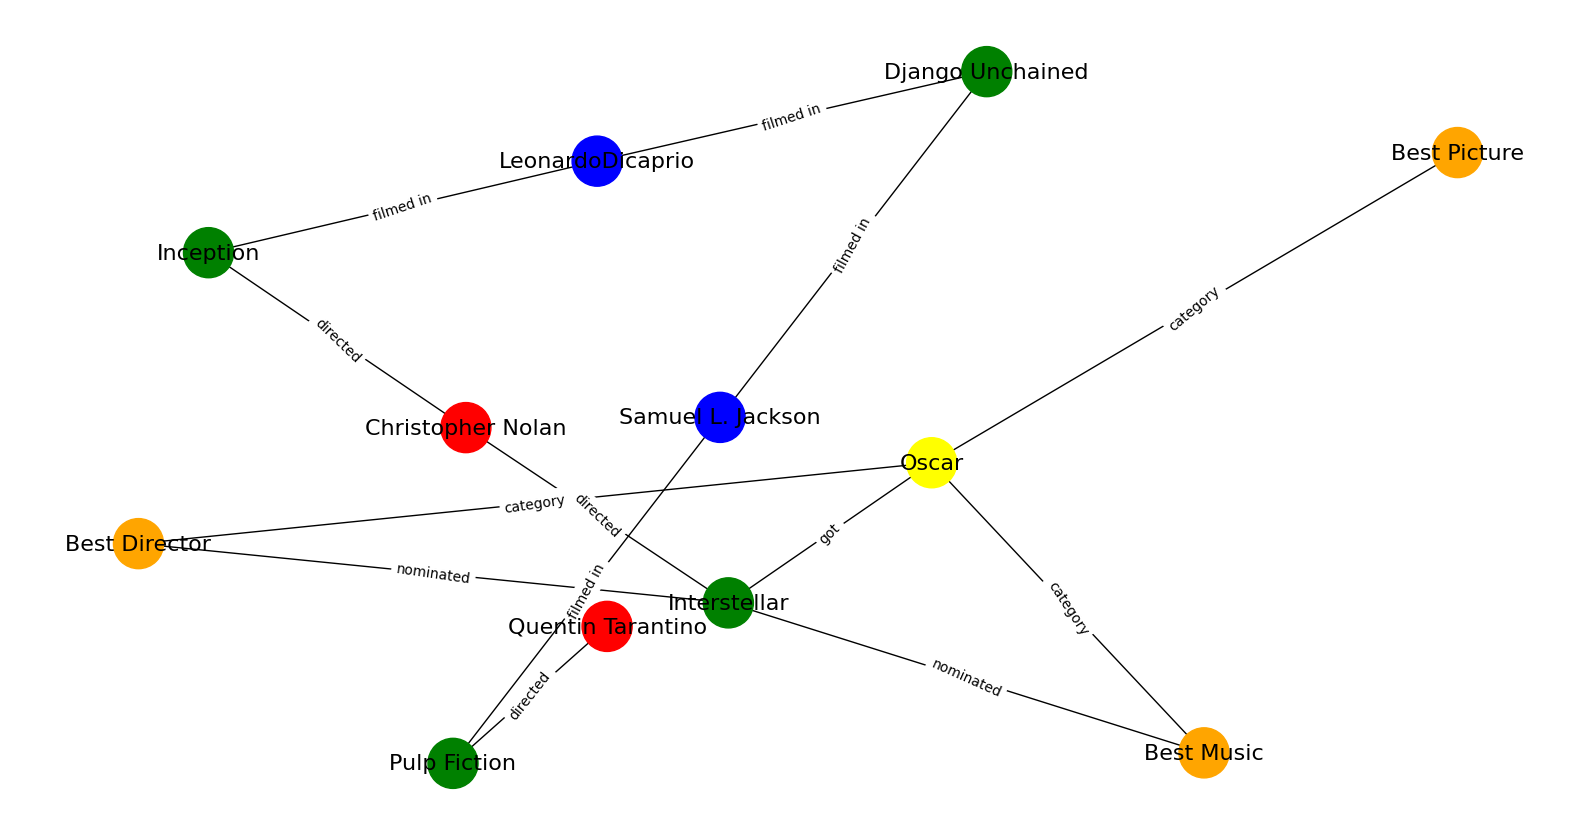 Django Unchained
filmed in
Best Picture
LeonardoDicaprio
filmed in
Inception
filmed in
category
directed
Samuel L. Jackson
Christopher Nolan
Oscar
category
directed
got
Best Director
nominated
filmed in
Interstellar
category
Quentin Tarantino
nominated
directed
Best Music
Pulp Fiction